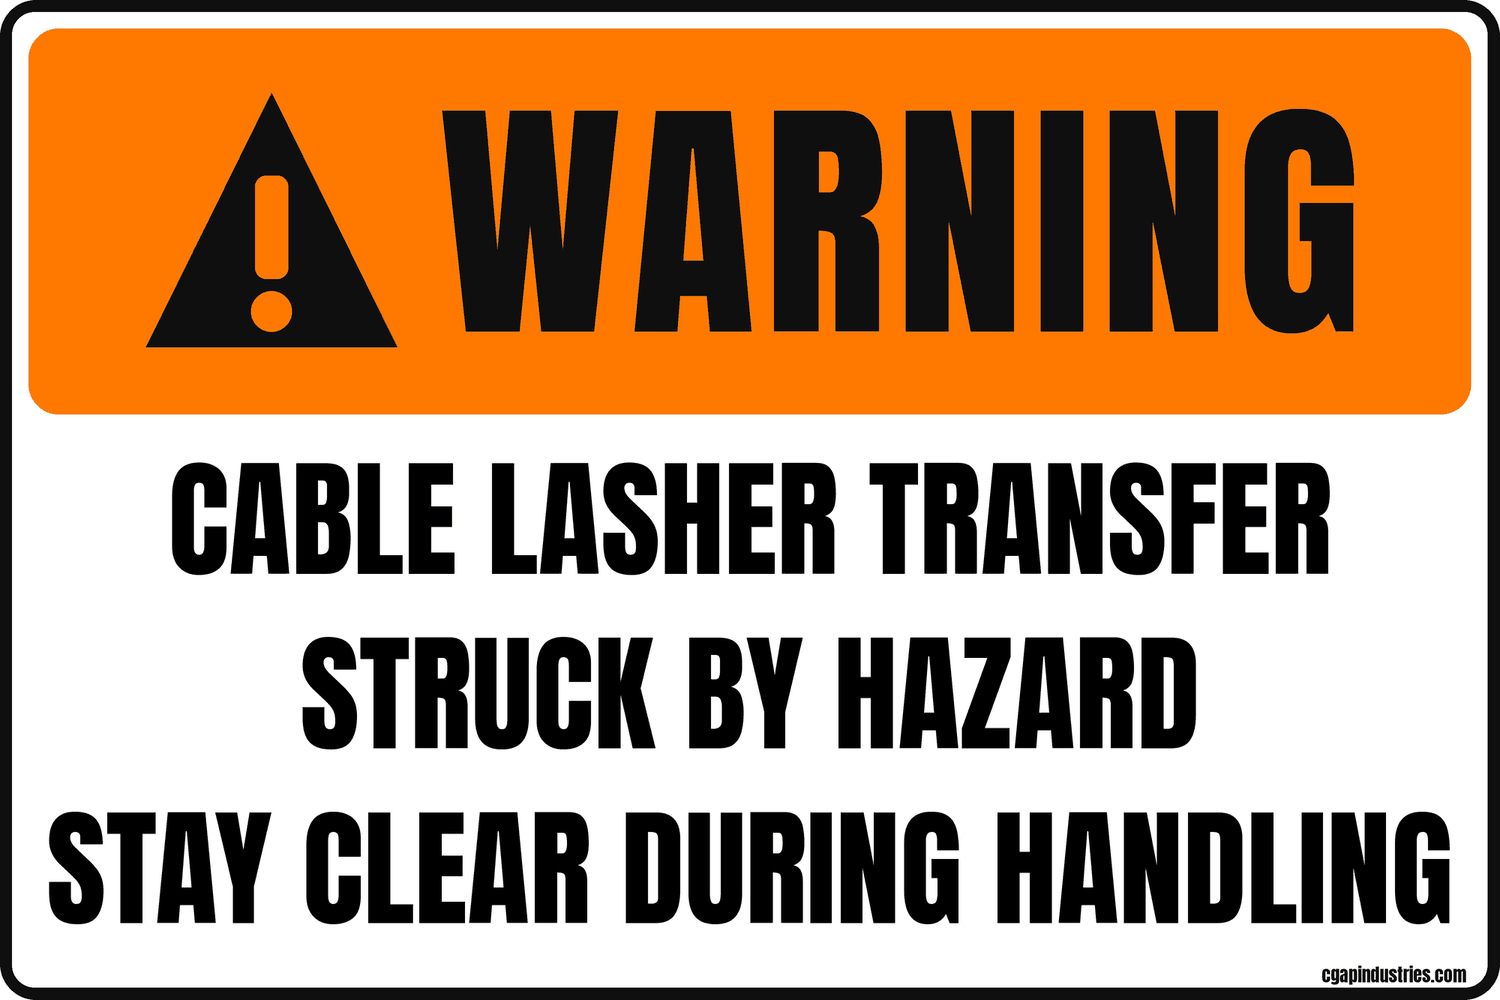 WARNING
CABLE LASHER TRANSFER
STRUCK BY HAZARD
STAY CLEAR DURING HANDLING
cgapindustries.com